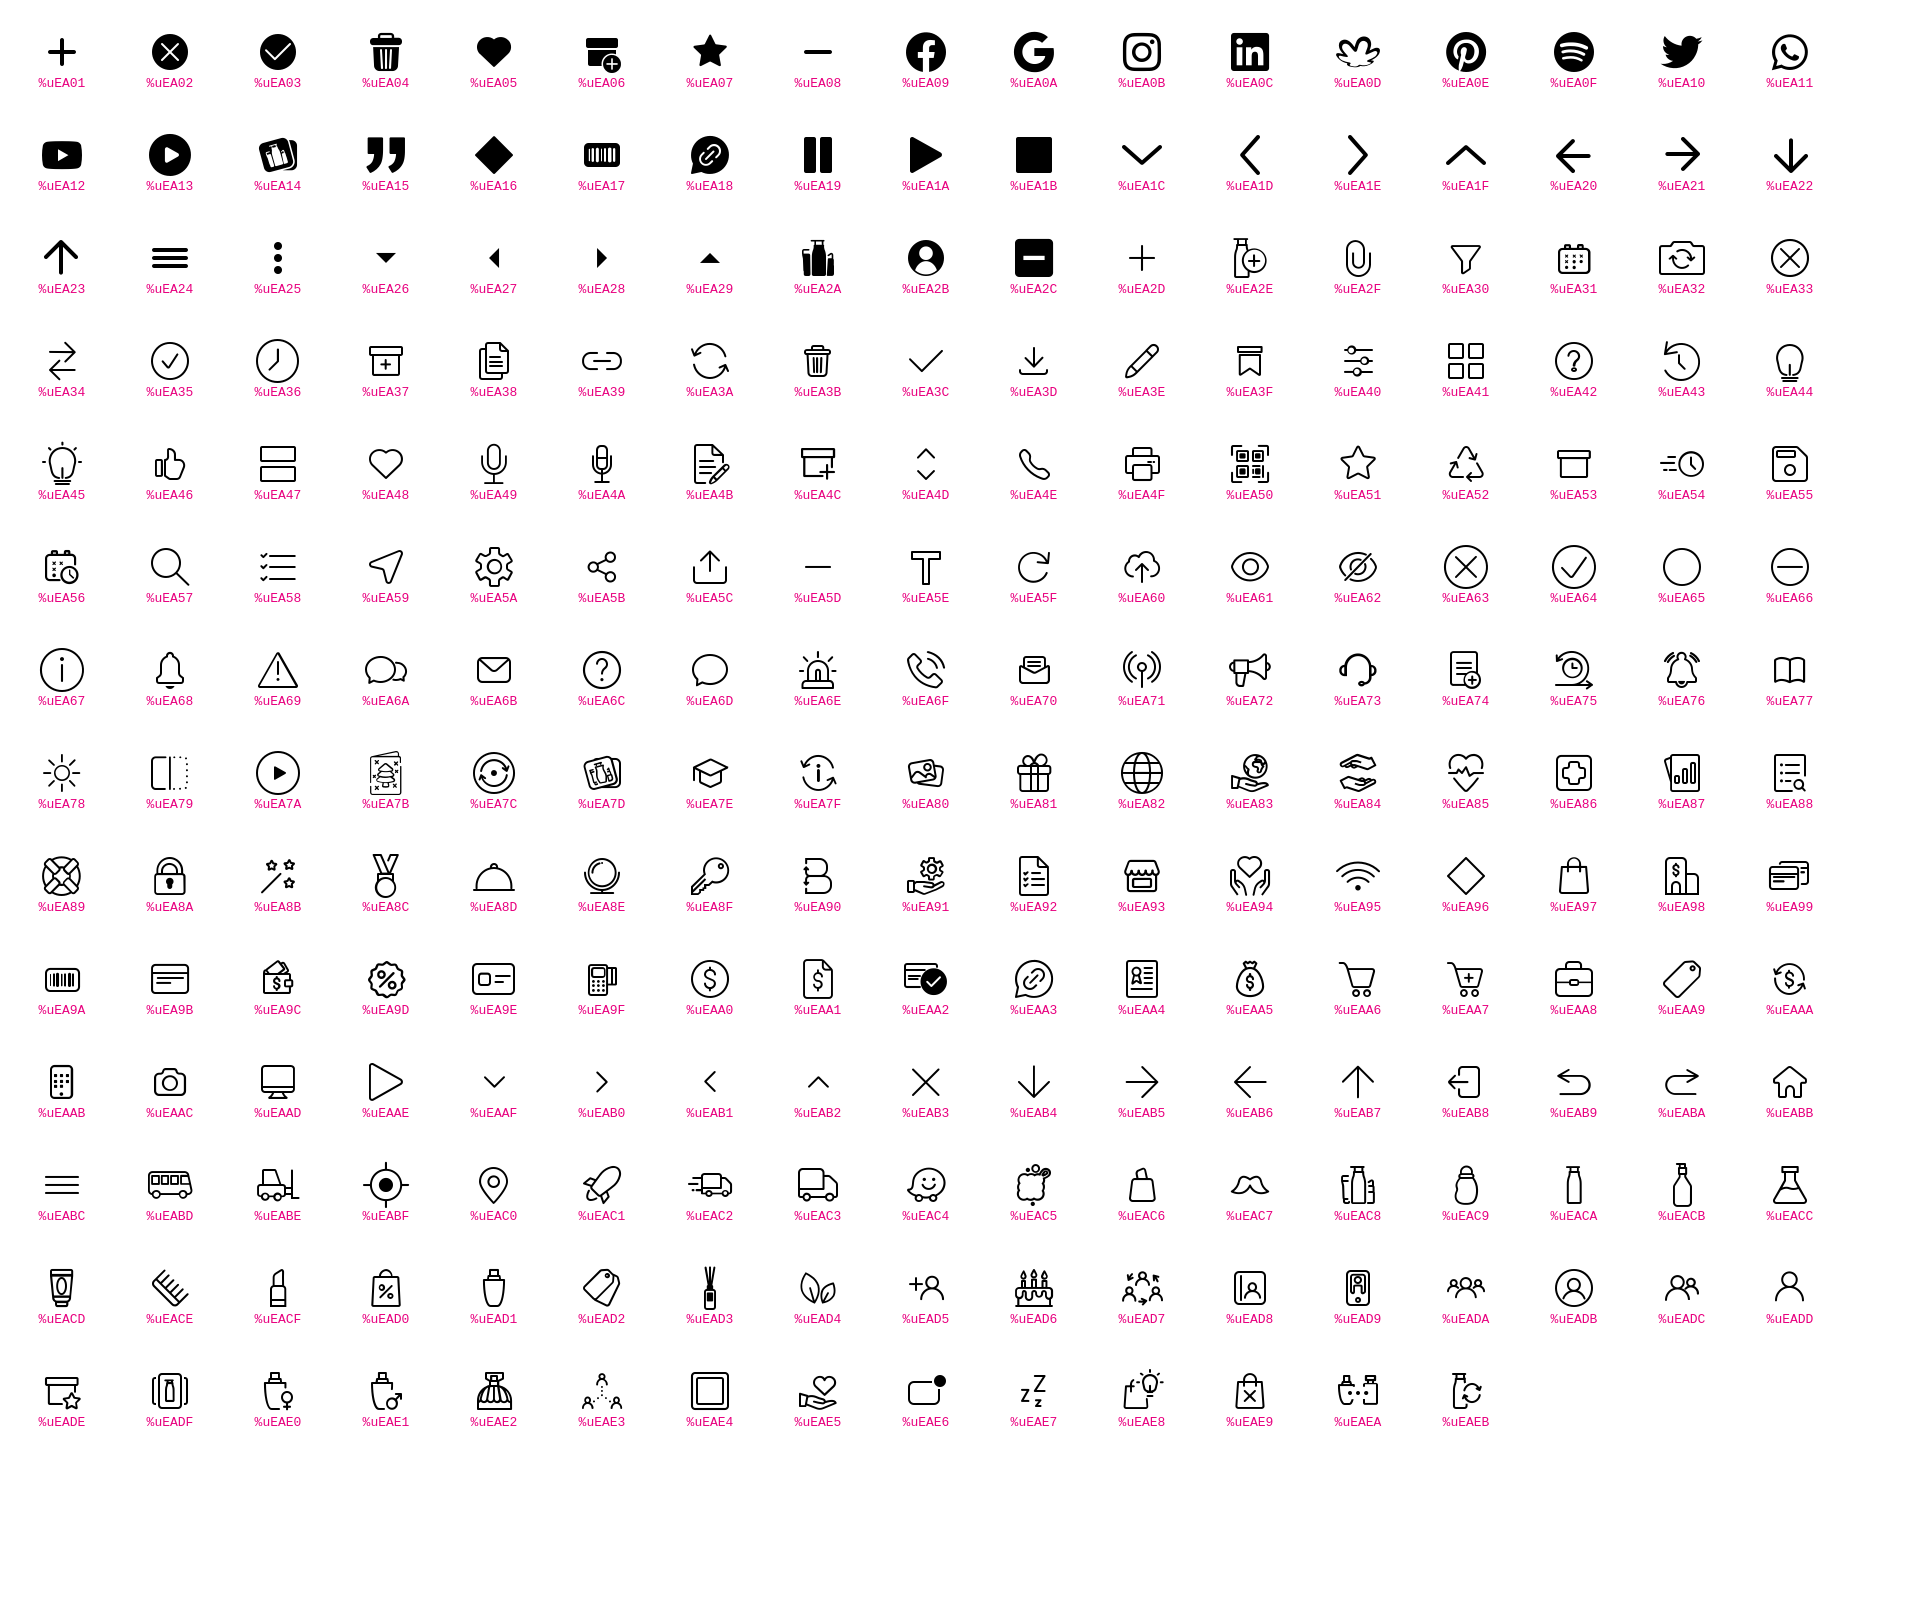 %uEA01 %uEA02 %uEA03 %uEA04 %uEA05 %uEA06 %uEA07 %uEA08 %uEA09 %uEA0A %uEA0B %uEA0C %uEA0D %uEA0E %uEA0F %uEA10 %uEA11
%uEA12 %uEA13 %uEA14 %uEA15 %uEA16 %uEA17 %uEA18 %uEA19 %uEA1A %uEA1B %uEA1C %uEA1D %uEA1E %uEA1F %uEA20 %uEA21 %uEA22
%uEA23 %uEA24 %uEA25 %uEA26 %uEA27 %uEA28 %uEA29 %uEA2A %uEA2B %uEA2C %uEA2D %uEA2E %uEA2F %uEA30 %uEA31 %uEA32 %uEA33
%uEA34 %uEA35 %uEA36 %uEA37 %uEA38 %uEA39 %uEA3A %uEA3B %uEA3C %uEA3D %uEA3E %uEA3F %uEA40 %uEA41 %uEA42 %uEA43 %uEA44
%uEA45 %uEA46 %uEA47 %uEA48 %uEA49 %uEA4A %uEA4B %uEA4C %uEA4D %uEA4E %uEA4F %uEA50 %uEA51 %uEA52 %uEA53 %uEA54 %uEA55
%uEA56 %uEA57 %uEA58 %uEA59 %uEA5A %uEA5B %uEA5C %uEA5D %uEA5E %uEA5F %uEA60 %uEA61 %uEA62 %uEA63 %uEA64 %uEA65 %uEA66
%uEA67 %uEA68 %uEA69 %uEA6A %uEA6B %uEA6C %uEA6D %uEA6E %uEA6F %uEA70 %uEA71 %uEA72 %uEA73 %uEA74 %uEA75 %uEA76 %uEA77
%uEA78 %uEA79 %uEA7A %uEA7B %uEA7C %uEA7D %uEA7E %uEA7F %uEA80 %uEA81 %uEA82 %uEA83 %uEA84 %uEA85 %uEA86 %uEA87 %uEA88
%uEA89 %uEA8A %uEA8B %uEA8C %uEA8D %uEA8E %uEA8F %uEA90 %uEA91 %uEA92 %uEA93 %uEA94 %uEA95 %uEA96 %uEA97 %uEA98 %uEA99
%uEA9A %uEA9B %uEA9C %uEA9D %uEA9E %uEA9F %uEAA0 %uEAA1 %uEAA2 %uEAA3 %uEAA4 %uEAA5 %uEAA6 %uEAA7 %uEAA8 %uEAA9 %uEAAA
%uEAAB %uEAAC %uEAAD %uEAAE %uEAAF %uEAB0 %uEAB1 %uEAB2 %uEAB3 %uEAB4 %uEAB5 %uEAB6 %uEAB7 %uEAB8 %uEAB9 %uEABA %uEABB
%uEABC %uEABD %uEABE %uEABF %uEAC0 %uEAC1 %uEAC2 %uEAC3 %uEAC4 %uEAC5 %uEAC6 %uEAC7 %uEAC8 %uEAC9 %uEACA %uEACB %uEACC
%uEACD %uEACE %uEACF %uEAD0 %uEAD1 %uEAD2 %uEAD3 %uEAD4 %uEAD5 %uEAD6 %uEAD7 %uEAD8 %uEAD9 %uEADA %uEADB %uEADC %uEADD
%uEADE %uEADF %uEAE0 %uEAE1 %uEAE2 %uEAE3 %uEAE4 %uEAE5 %uEAE6 %uEAE7 %uEAE8 %uEAE9 %uEAEA %uEAEB